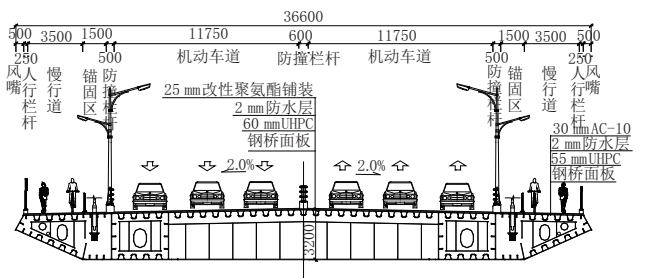 36600
500 3500 1500 11750 600 11750 1500 3500 500
250 500 机动车道 防撞栏杆 机动车道 500 250
风嘴 人行栏杆 慢行道 锚固区 防撞栏杆 防撞栏杆 锚固区 慢行道 人行栏杆 风嘴
25 mm改性聚氨酯铺装
2 mm防水层
60 mmUHPC
钢桥面板
30 mmAC-10
2 mm防水层
55 mmUHPC
钢桥面板
2.0% 2.0%
3200